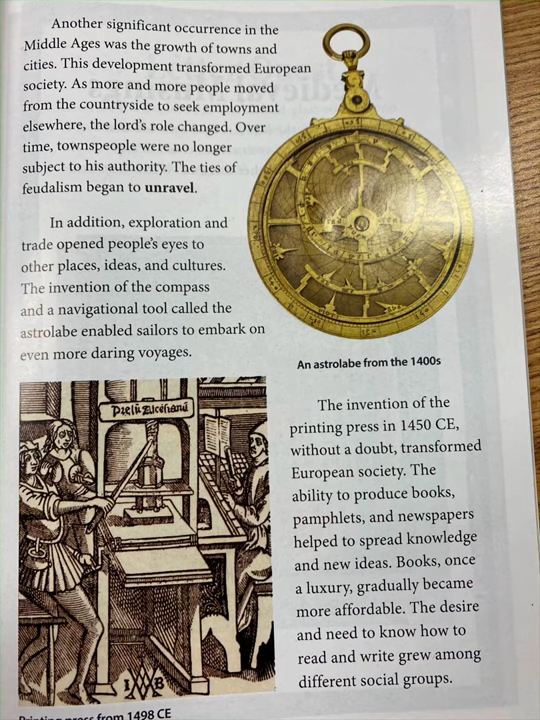 Another significant occurrence in the
Middle Ages was the growth of towns and
cities. This development transformed European
society. As more and more people moved
from the countryside to seek employment
elsewhere, the lord's role changed. Over
time, townspeople were no longer
subject to his authority. The ties of
feudalism began to unravel.
In addition, exploration and
trade opened people's eyes to
other places, ideas, and cultures.
The invention of the compass
and a navigational tool called the
astrolabe enabled sailors to embark on
even more daring voyages.
An astrolabe from the 1400s
The invention of the
printing press in 1450 CE,
without a doubt, transformed
European society. The
ability to produce books,
pamphlets, and newspapers
helped to spread knowledge
and new ideas. Books, once
a luxury, gradually became
more affordable. The desire
and need to know how to
read and write grew among
different social groups.
Printing press from 1498 CE